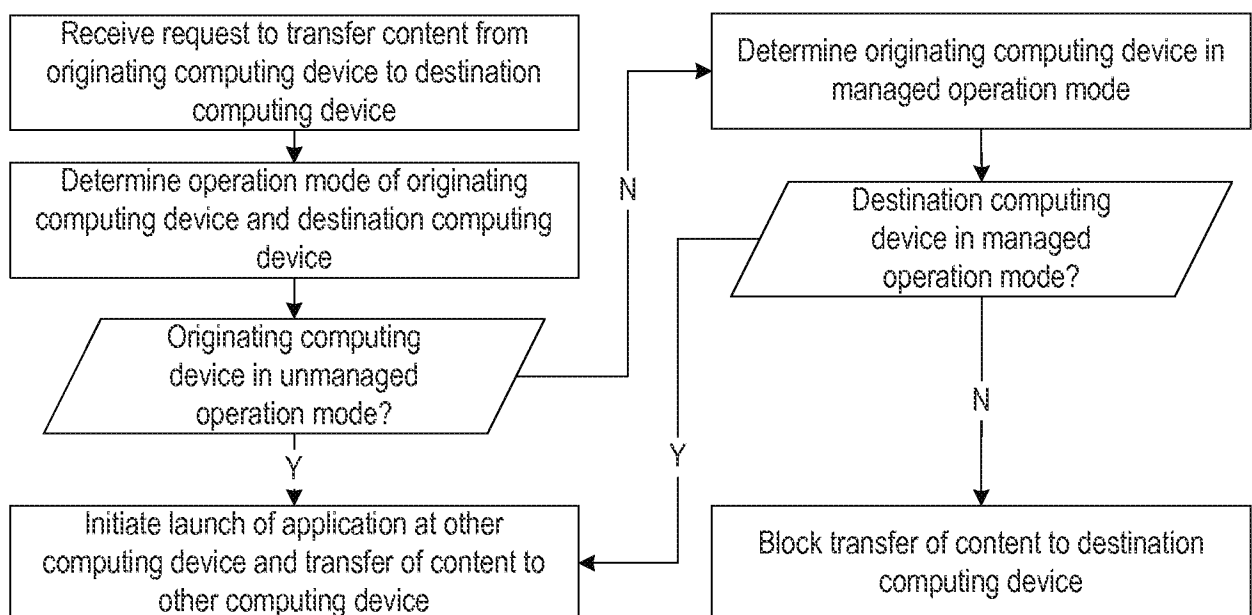 Receive request to transfer content from
originating computing device to destination
computing device
Determine operation mode of originating
computing device and destination computing
device
Originating computing
device in unmanaged
operation mode?
Y
Initiate launch of application at other
computing device and transfer of content to
other computing device
N
Determine originating computing device in
managed operation mode
Destination computing
device in managed
operation mode?
Y
N
Block transfer of content to destination
computing device